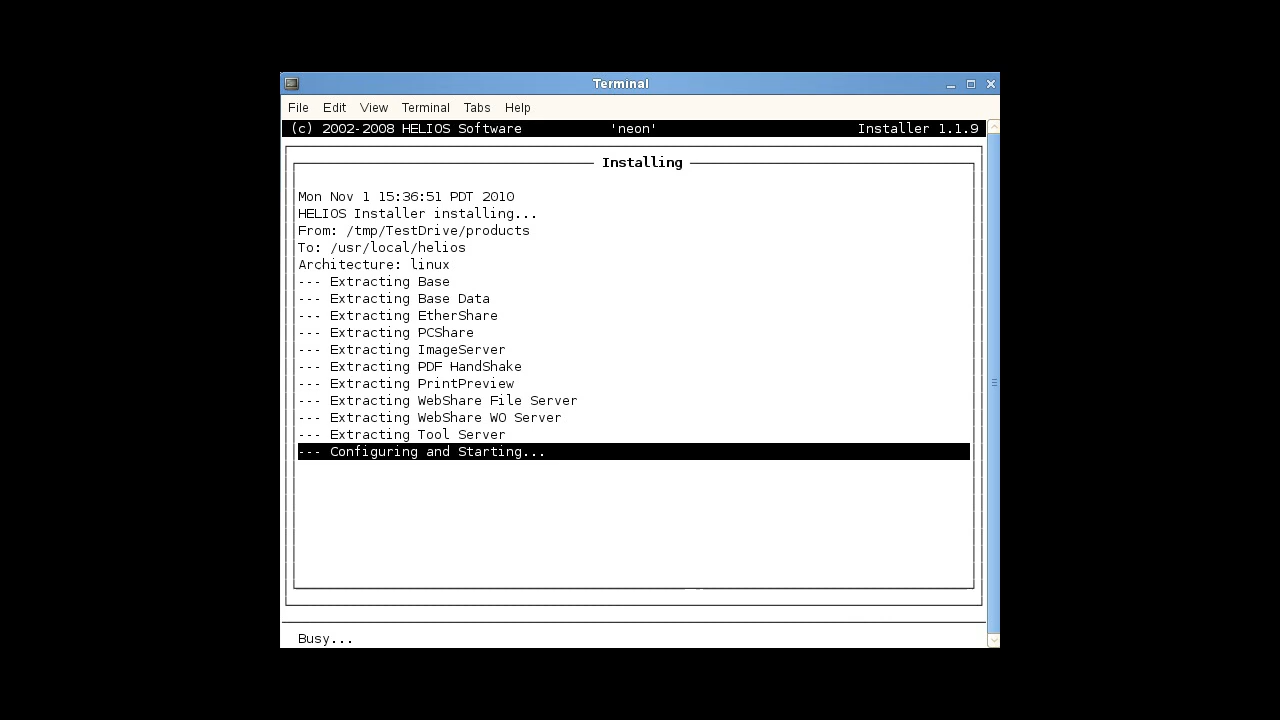 Terminal
File Edit View Terminal Tabs Help
(c) 2002-2008 HELIOS Software 'neon' Installer 1.1.9
Installing
Mon Nov 1 15:36:51 PDT 2010
HELIOS Installer installing...
From: /tmp/TestDrive/products
To: /usr/local/helios
Architecture: linux
--- Extracting Base
--- Extracting Base Data
--- Extracting EtherShare
--- Extracting PCShare
--- Extracting ImageServer
--- Extracting PDF HandShake
--- Extracting PrintPreview
--- Extracting WebShare File Server
--- Extracting WebShare WO Server
--- Extracting Tool Server
--- Configuring and Starting...
Busy...